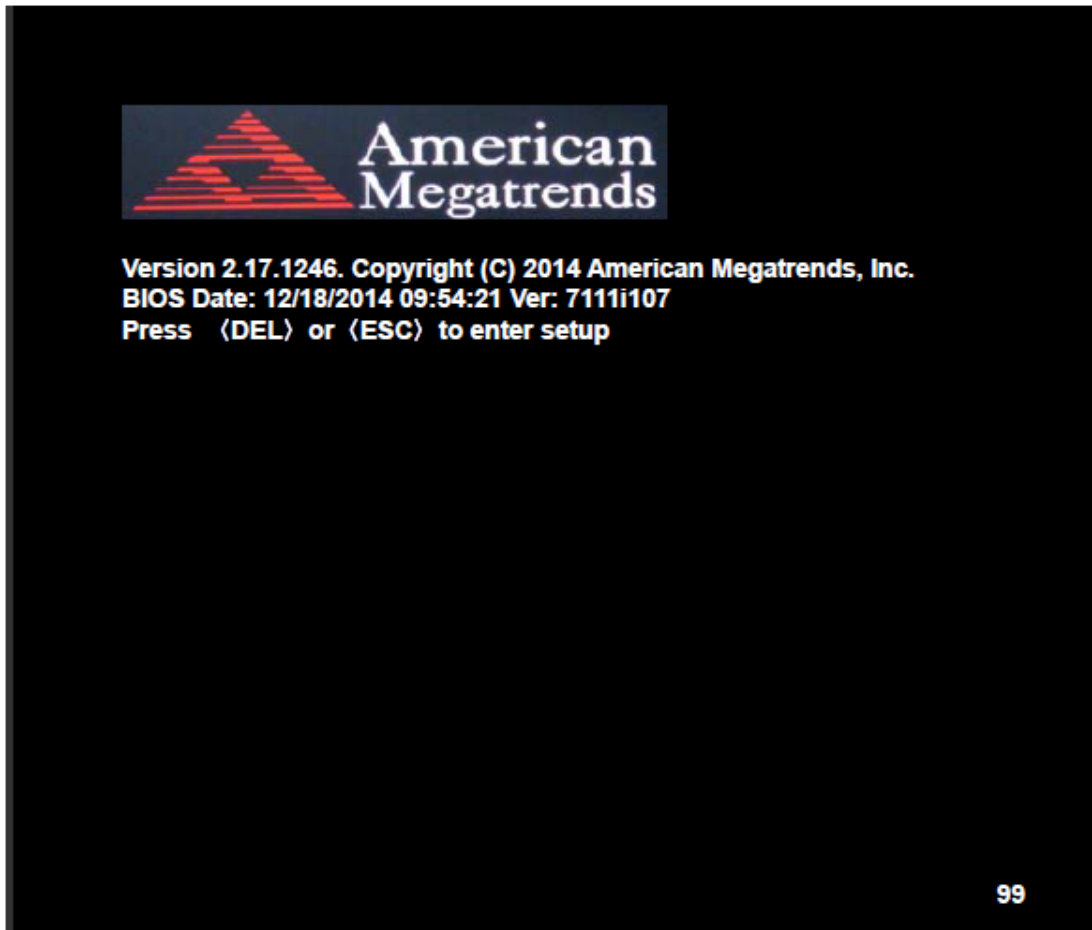 American
Megatrends
Version 2.17.1246. Copyright (C) 2014 American Megatrends, Inc.
BIOS Date: 12/18/2014 09:54:21 Ver: 7111i107
Press 〈DEL〉 or 〈ESC〉 to enter setup
99